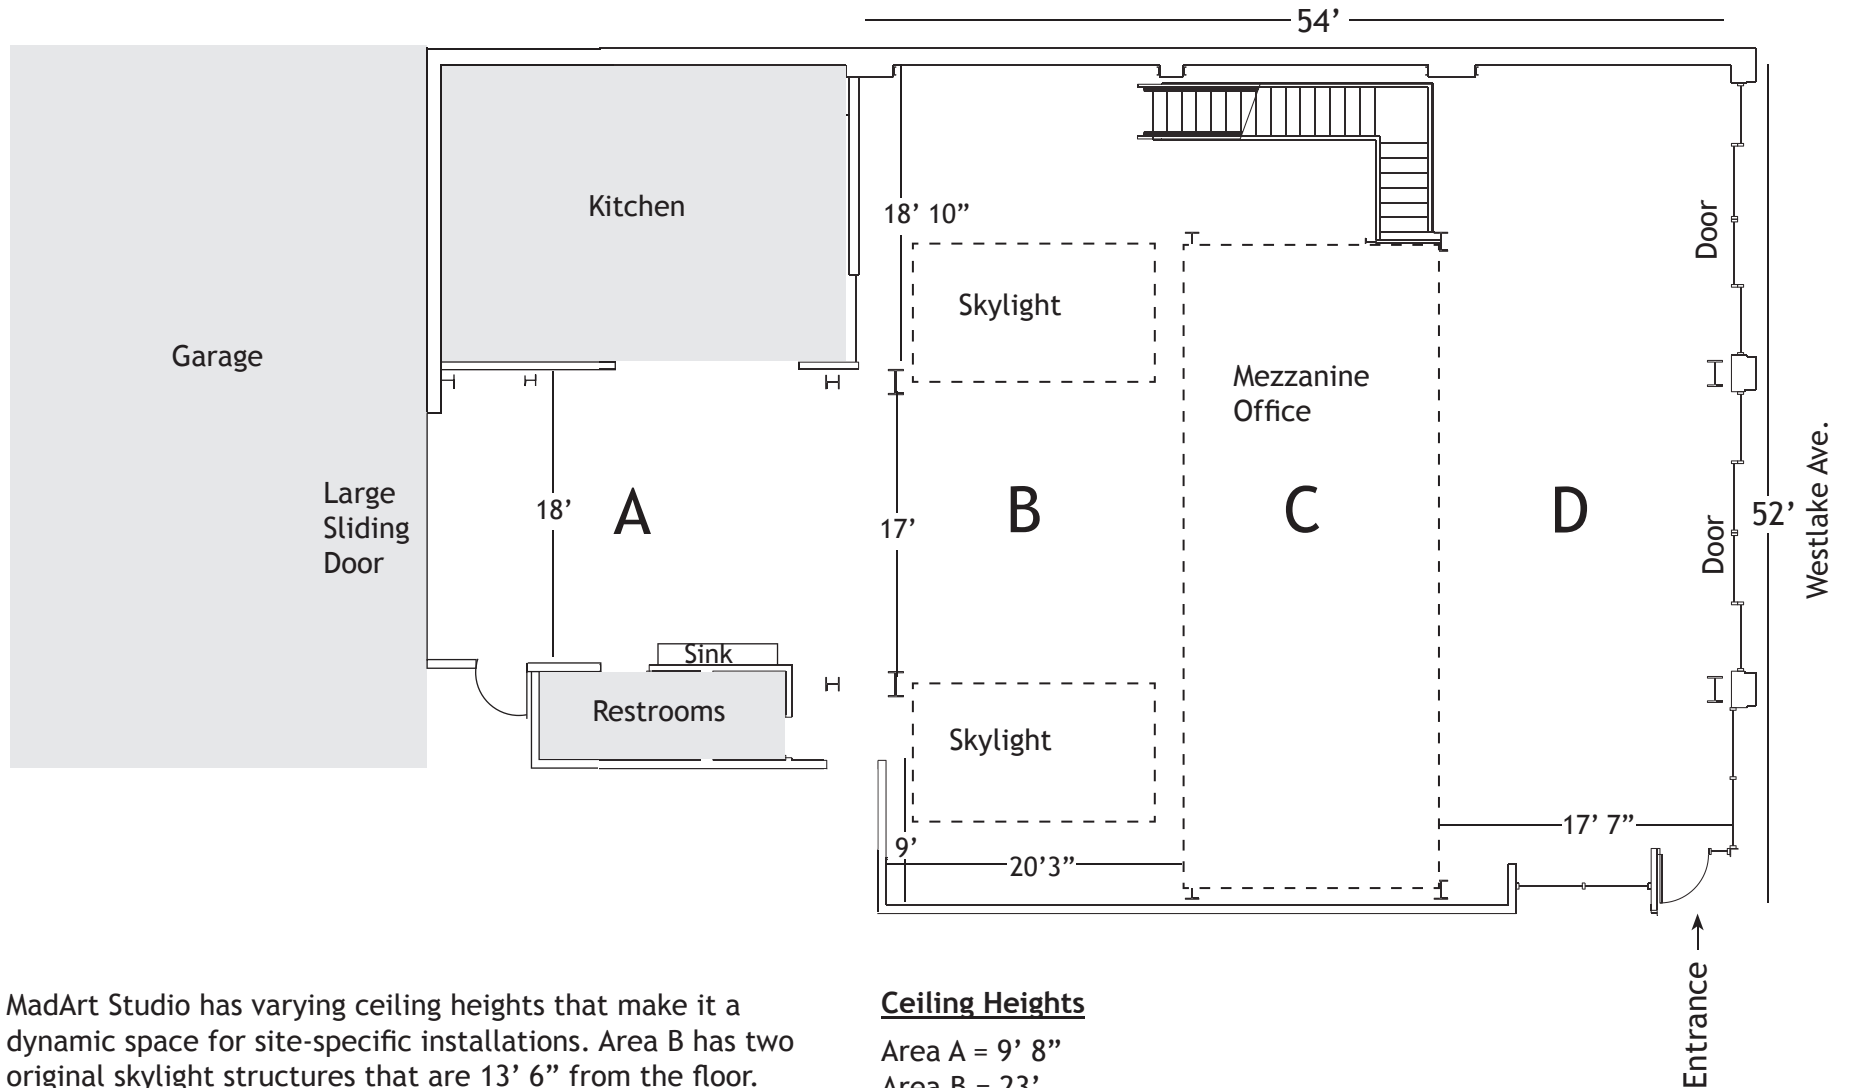 54’
Kitchen
18’ 10”
Door
Skylight
Garage
Mezzanine
Office
Large
Sliding
Door
18’
A
17’
B
C
D
Door
52’
Westlake Ave.
Sink
Restrooms
Skylight
9’
20’3”
17’ 7”
Entrance
MadArt Studio has varying ceiling heights that make it a
dynamic space for site-specific installations. Area B has two
original skylight structures that are 13’ 6” from the floor.
Ceiling Heights
Area A = 9’ 8”
Area B = 23’